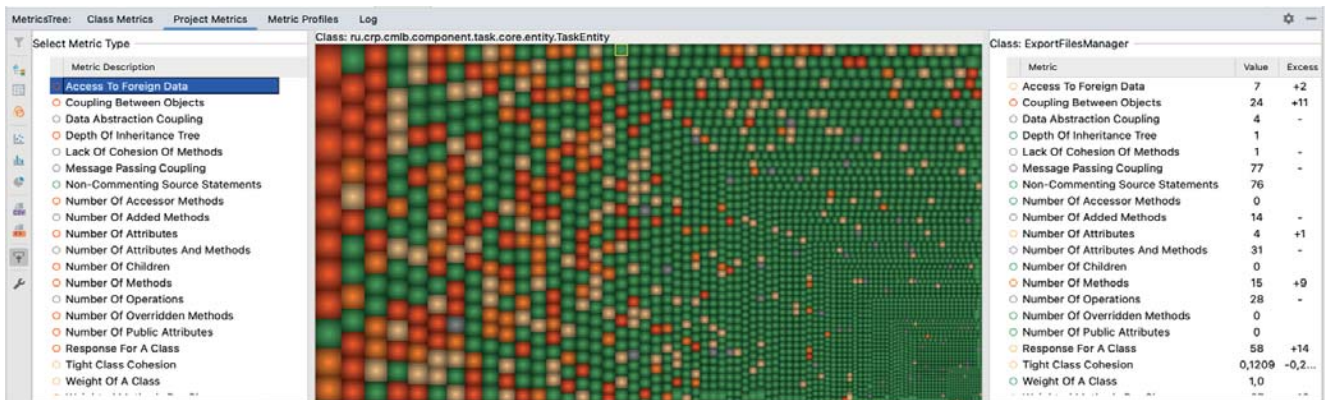 MetricsTree: Class Metrics Project Metrics Metric Profiles Log
Select Metric Type
Metric Description
Access To Foreign Data
Coupling Between Objects
Data Abstraction Coupling
Depth Of Inheritance Tree
Lack Of Cohesion Of Methods
Message Passing Coupling
Non-Commenting Source Statements
Number Of Accessor Methods
Number Of Added Methods
Number Of Attributes
Number Of Attributes And Methods
Number Of Children
Number Of Methods
Number Of Operations
Number Of Overridden Methods
Number Of Public Attributes
Response For A Class
Tight Class Cohesion
Weight Of A Class
Class: ru.crp.cmlb.component.task.core.entity.TaskEntity
Class: ExportFilesManager
Metric Value Excess
Access To Foreign Data 7 +2
Coupling Between Objects 24 +11
Data Abstraction Coupling 4 -
Depth Of Inheritance Tree 1
Lack Of Cohesion Of Methods 1 -
Message Passing Coupling 77 -
Non-Commenting Source Statements 76
Number Of Accessor Methods 0
Number Of Added Methods 14 -
Number Of Attributes 4 +1
Number Of Attributes And Methods 31 -
Number Of Children 0
Number Of Methods 15 +9
Number Of Operations 28 -
Number Of Overridden Methods 0
Number Of Public Attributes 0
Response For A Class 58 +14
Tight Class Cohesion 0,1209 -0,2...
Weight Of A Class 1,0